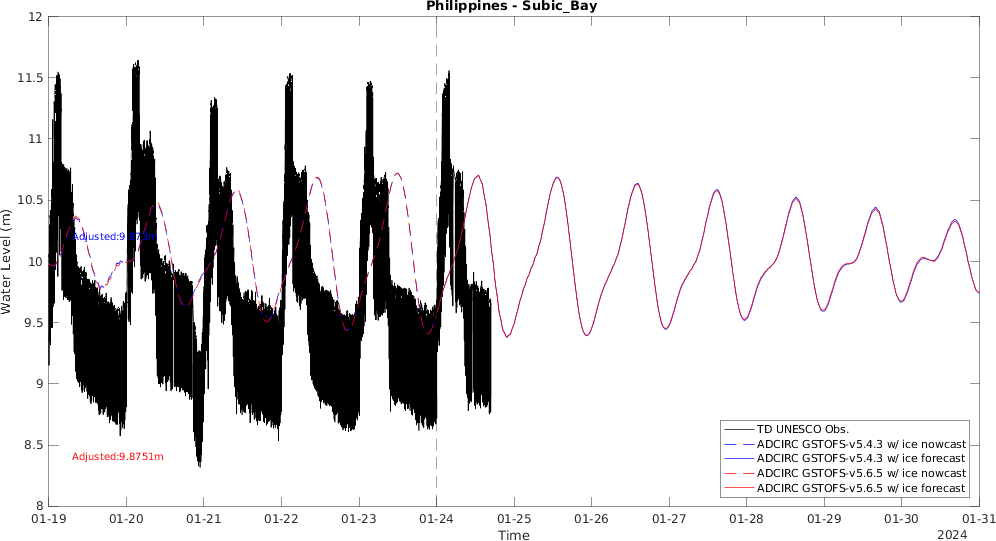 Philippines - Subic_Bay
12
11.5
11
10.5
10
9.5
9
8.5
8
Water Level (m)
Adjusted:9.
Adjusted:9.8751m
TD UNESCO Obs.
ADCIRC GSTOFS-v5.4.3 w/ ice nowcast
ADCIRC GSTOFS-v5.4.3 w/ ice forecast
ADCIRC GSTOFS-v5.6.5 w/ ice nowcast
ADCIRC GSTOFS-v5.6.5 w/ ice forecast
01-19 01-20 01-21 01-22 01-23 01-24 01-25 01-26 01-27 01-28 01-29 01-30 01-31
Time
2024